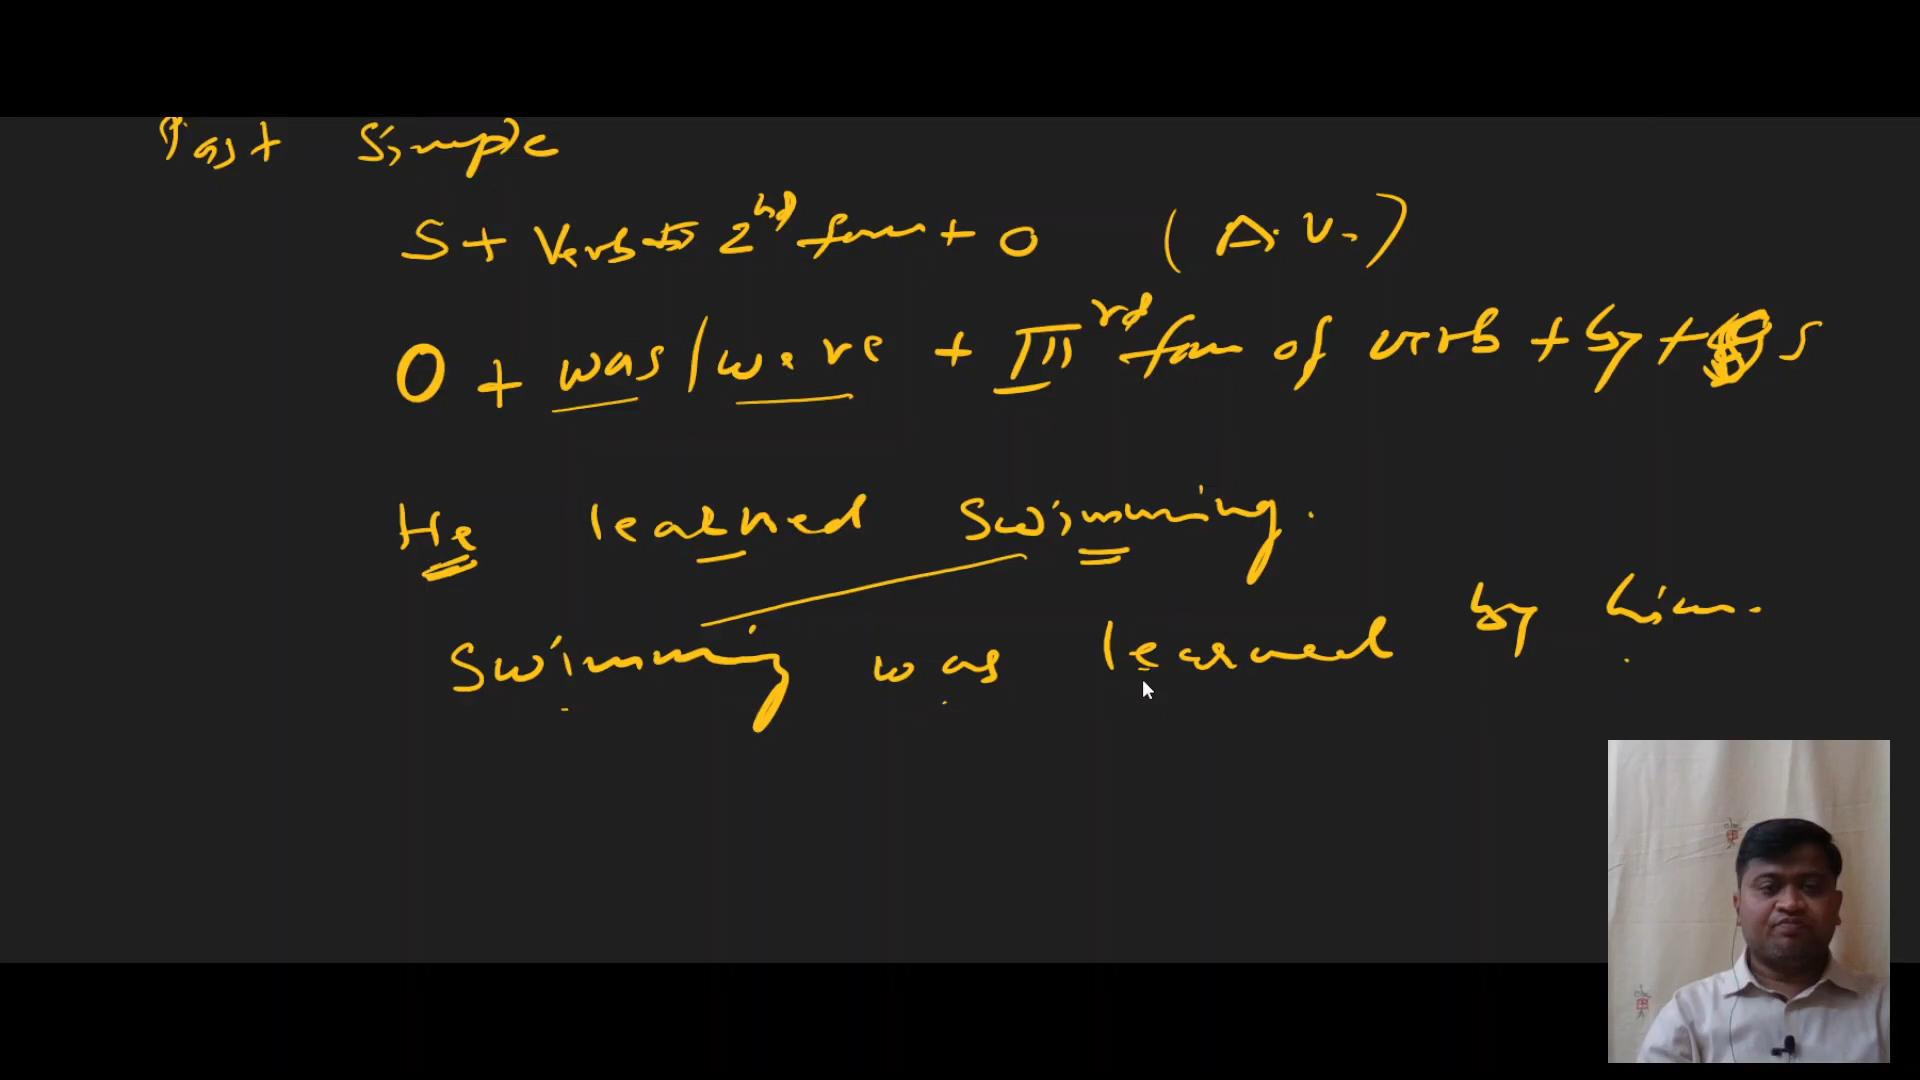 Past Simple
S + Verb 2nd form + O (A.V.)
O + was/were + IIIrd form of verb + by + S
He learned swimming.
Swimming was learned by him.